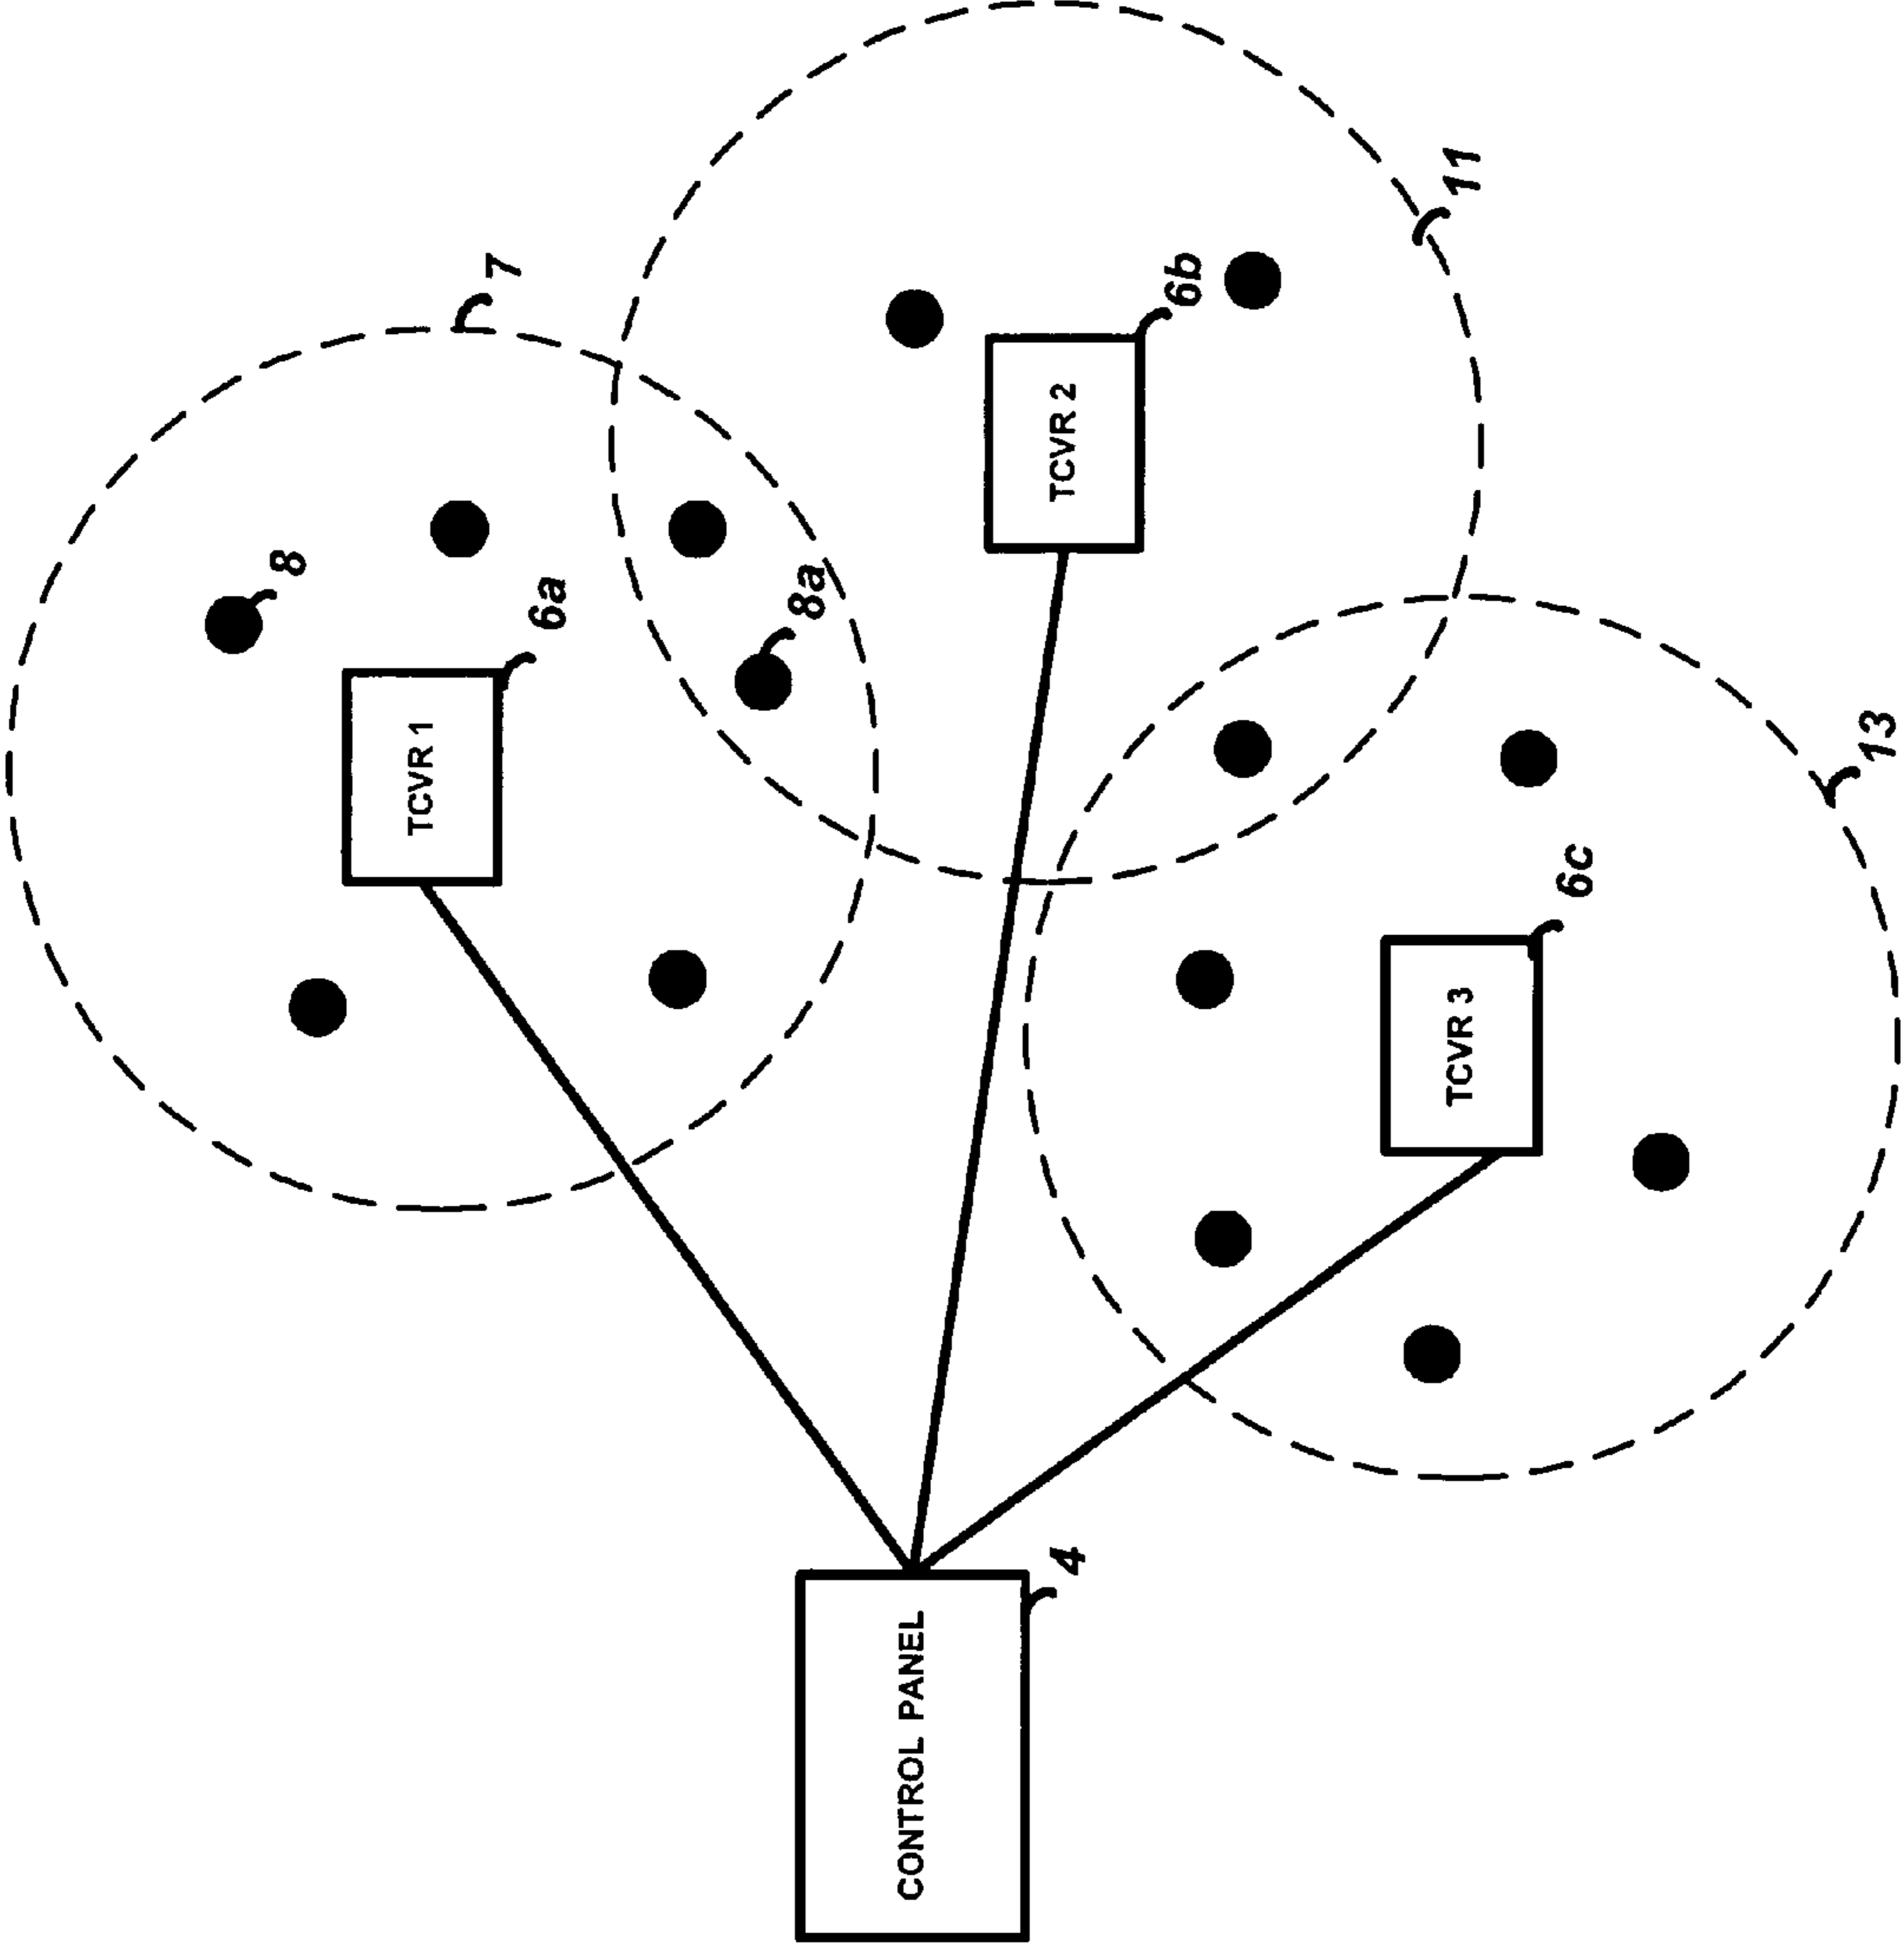 7
8
6a
TCVR 1
8a
11
6b
TCVR 2
13
6c
TCVR 3
4
CONTROL PANEL